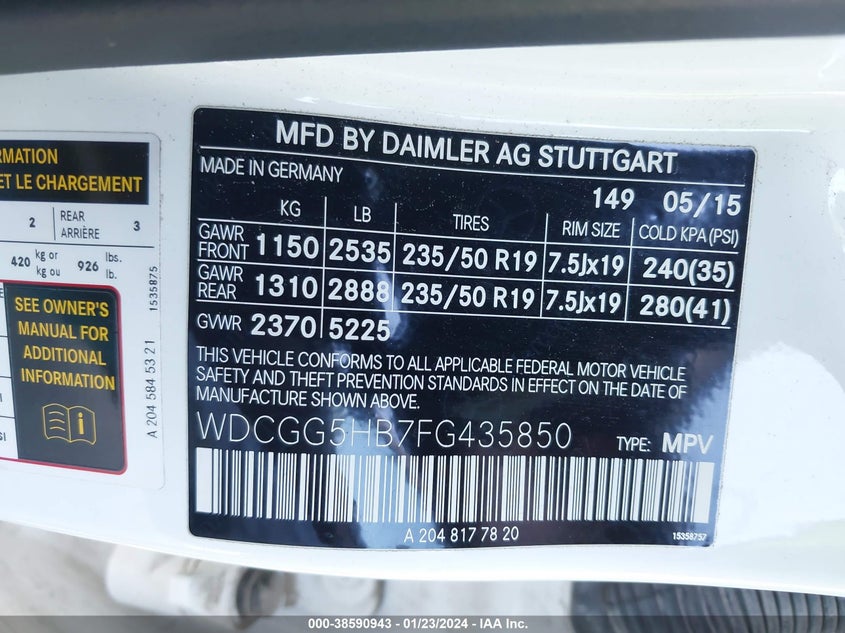 RMATION
ET LE CHARGEMENT
2 REAR ARRIÈRE 3
420 kg or kg ou 926 lbs. lb.
SEE OWNER'S
MANUAL FOR
ADDITIONAL
INFORMATION
A 204 584 53 21
1535875
MFD BY DAIMLER AG STUTTGART
MADE IN GERMANY
149 05/15
KG LB TIRES RIM SIZE COLD KPA (PSI)
GAWR FRONT 1150 2535 235/50 R19 7.5Jx19 240(35)
GAWR REAR 1310 2888 235/50 R19 7.5Jx19 280(41)
GVWR 2370 5225
THIS VEHICLE CONFORMS TO ALL APPLICABLE FEDERAL MOTOR VEHICLE
SAFETY AND THEFT PREVENTION STANDARDS IN EFFECT ON THE DATE OF
MANUFACTURE SHOWN ABOVE.
WDCGG5HB7FG435850 TYPE: MPV
A 204 817 78 20
15358757
000-38590943 - 01/23/2024 - IAA Inc.